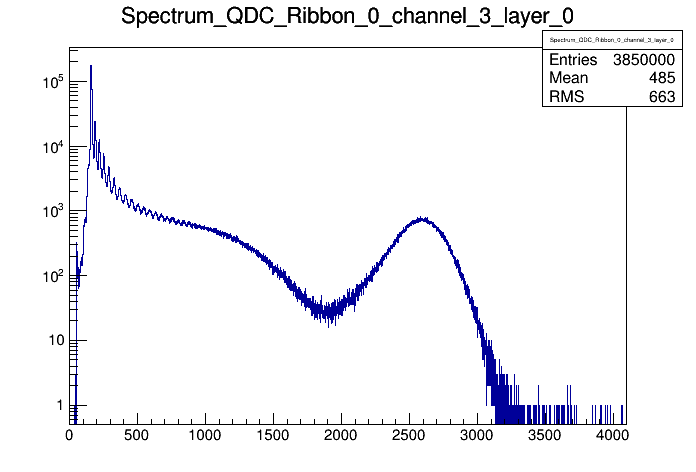 Spectrum_QDC_Ribbon_0_channel_3_layer_0
Spectrum_QDC_Ribbon_0_channel_3_layer_0
Entries 3850000
Mean 485
RMS 663
10^5
10^4
10^3
10^2
10
1
0 500 1000 1500 2000 2500 3000 3500 4000